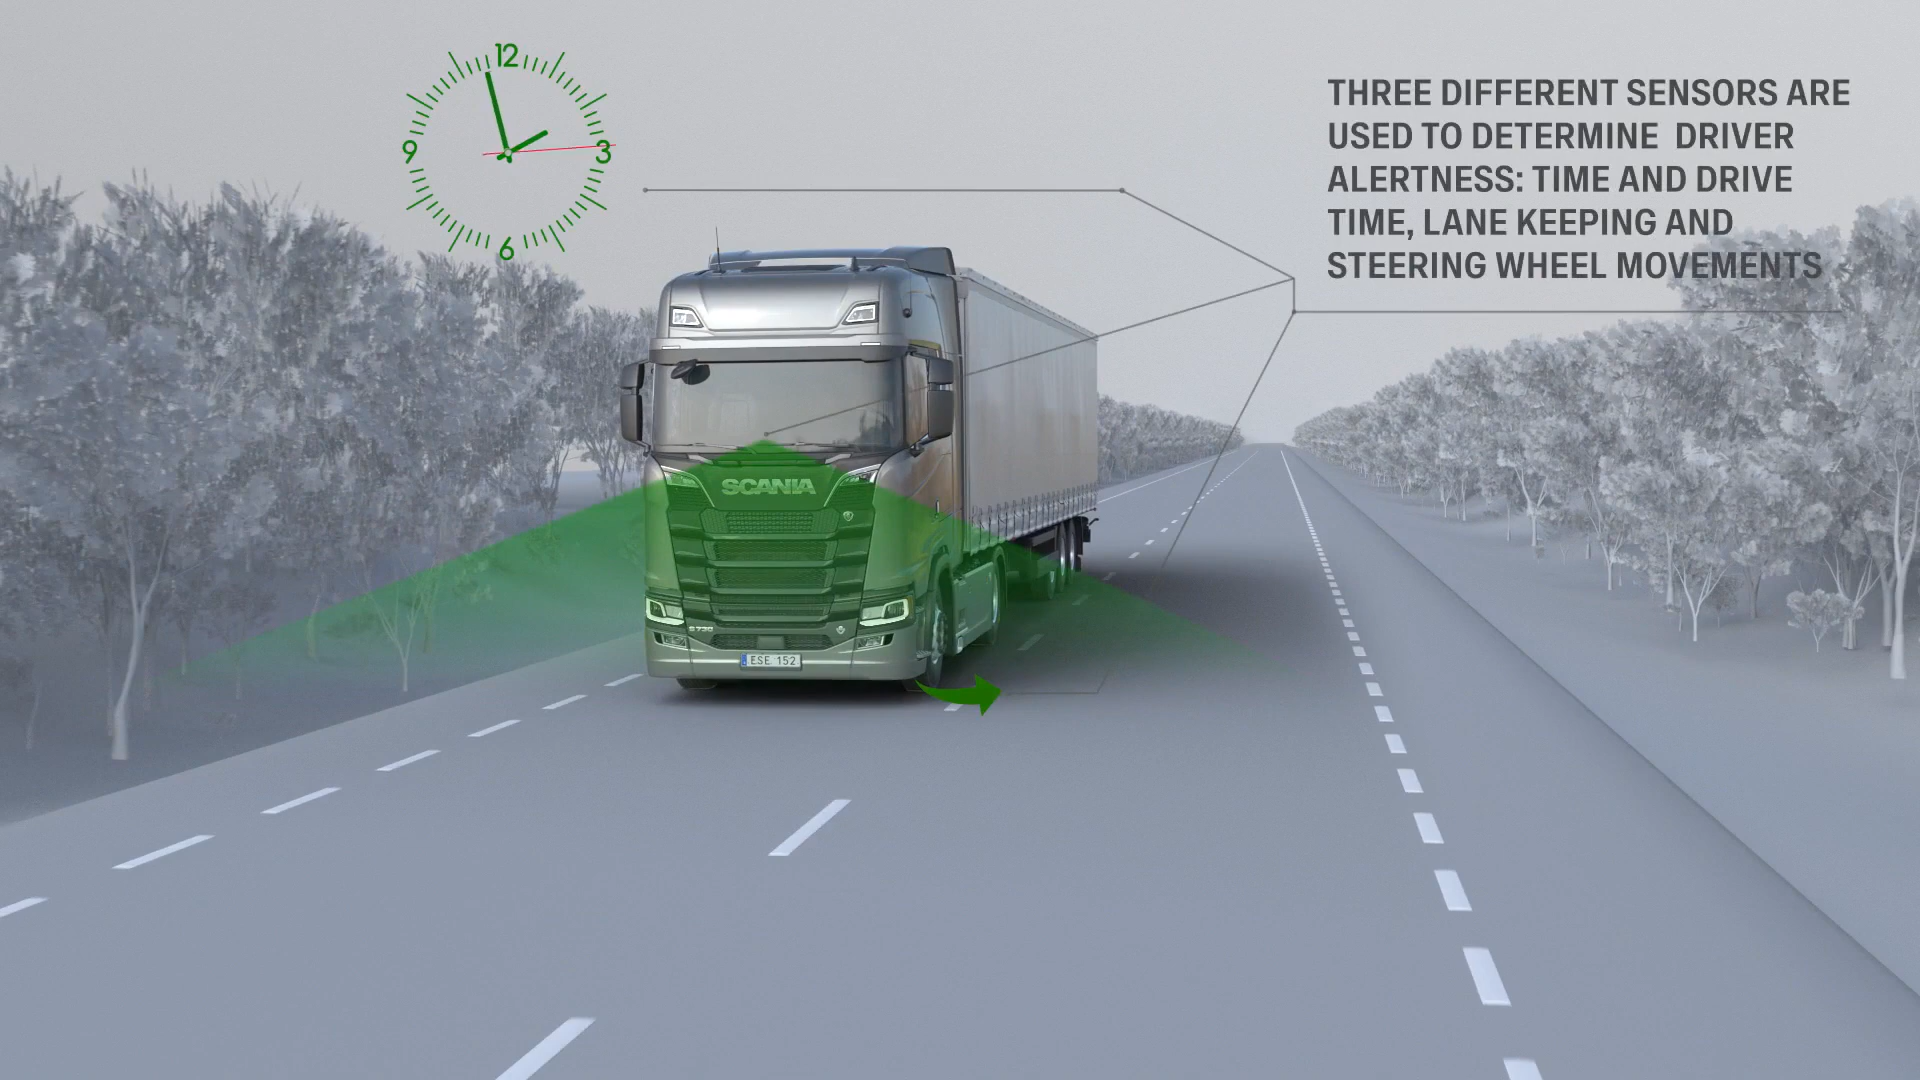 12
9
3
6
THREE DIFFERENT SENSORS ARE
USED TO DETERMINE DRIVER
ALERTNESS: TIME AND DRIVE
TIME, LANE KEEPING AND
STEERING WHEEL MOVEMENTS
SCANIA
S 730
ESE 152